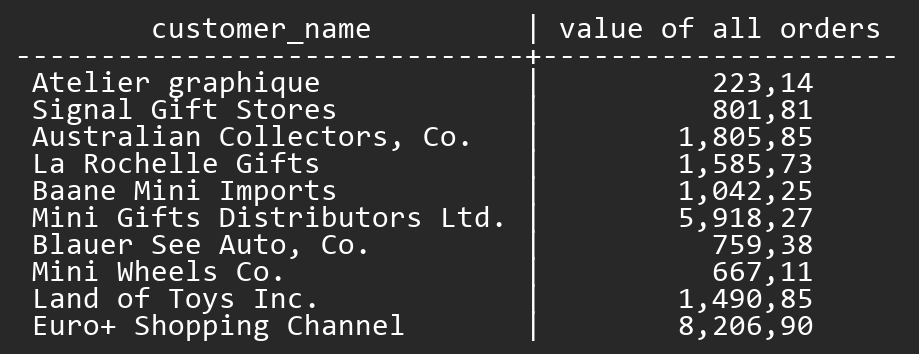 customer_name | value of all orders
------------------------------+---------------------
Atelier graphique | 223,14
Signal Gift Stores | 801,81
Australian Collectors, Co. | 1,805,85
La Rochelle Gifts | 1,585,73
Baane Mini Imports | 1,042,25
Mini Gifts Distributors Ltd. | 5,918,27
Blauer See Auto, Co. | 759,38
Mini Wheels Co. | 667,11
Land of Toys Inc. | 1,490,85
Euro+ Shopping Channel | 8,206,90